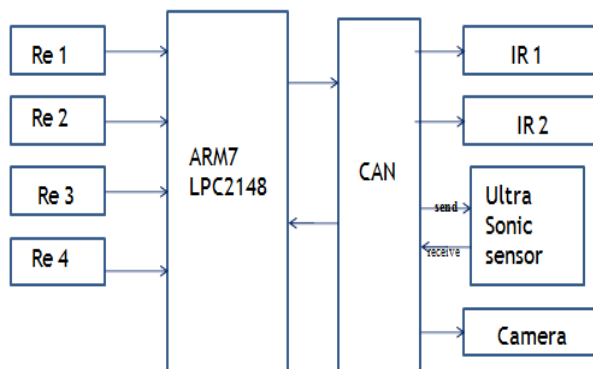 Re 1
Re 2
Re 3
Re 4
ARM7
LPC2148
CAN
IR 1
IR 2
send
receive
Ultra
Sonic
sensor
Camera